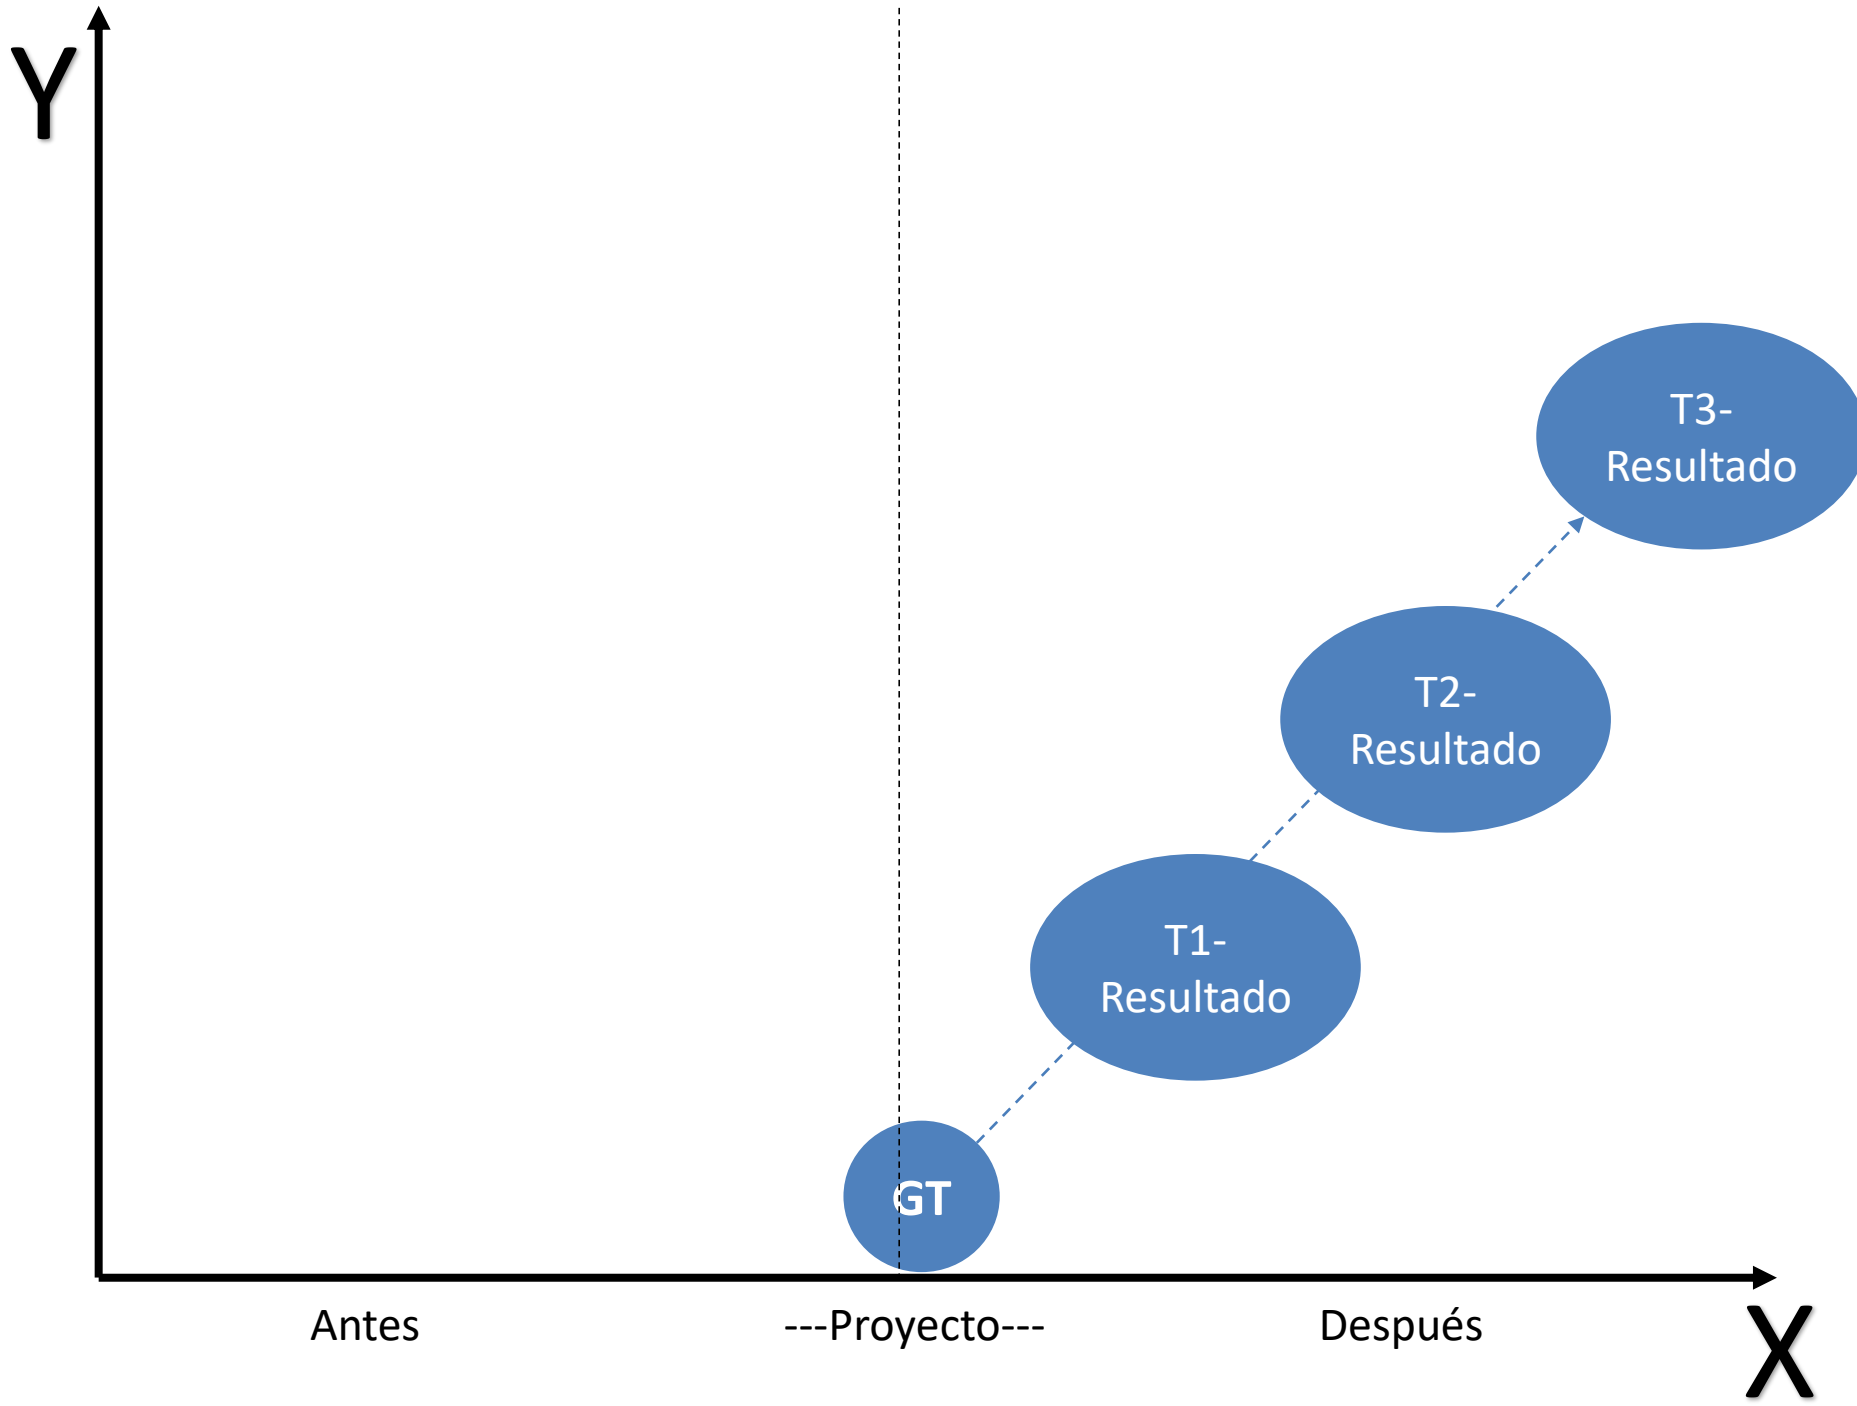 Y
T3-
Resultado
T2-
Resultado
T1-
Resultado
GT
Antes
---Proyecto---
Después
X